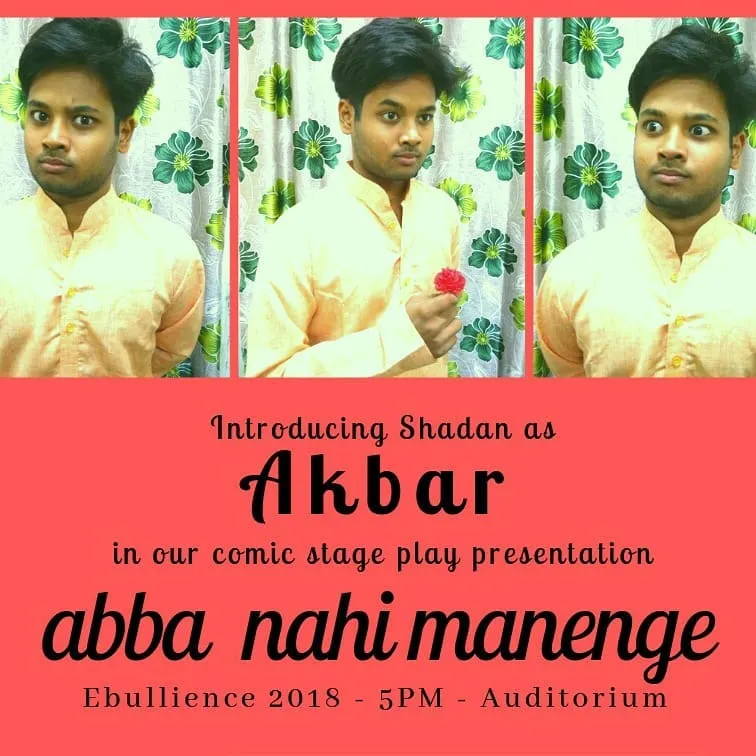 Introducing Shadan as
Akbar
in our comic stage play presentation
abba nahi manenge
Ebullience 2018 - 5PM - Auditorium